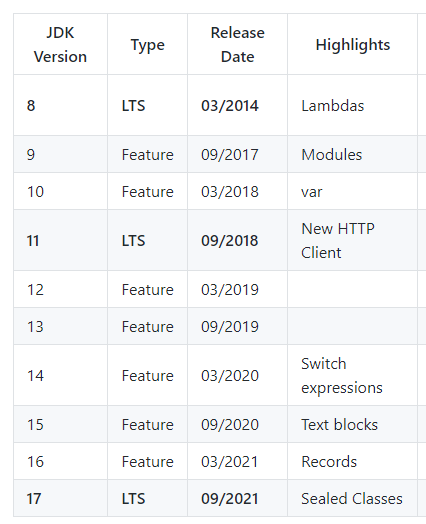 JDK Version Type Release Date Highlights
8 LTS 03/2014 Lambdas
9 Feature 09/2017 Modules
10 Feature 03/2018 var
11 LTS 09/2018 New HTTP Client
12 Feature 03/2019
13 Feature 09/2019
14 Feature 03/2020 Switch expressions
15 Feature 09/2020 Text blocks
16 Feature 03/2021 Records
17 LTS 09/2021 Sealed Classes